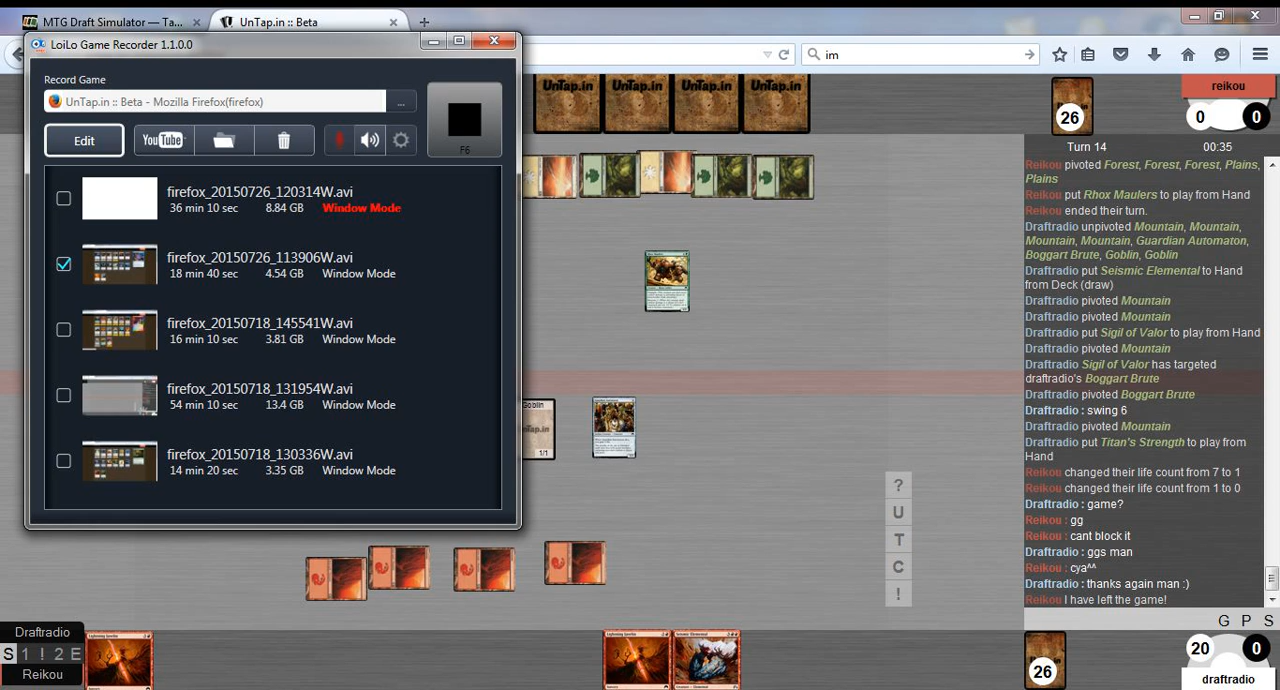 MTG Draft Simulator — Ta...
UnTap.in :: Beta
LoiLo Game Recorder 1.1.0.0
im
Record Game
UnTap.in :: Beta - Mozilla Firefox(firefox)
...
Edit
YouTube
F6
firefox_20150726_120314W.avi
36 min 10 sec 8.84 GB Window Mode
firefox_20150726_113906W.avi
18 min 40 sec 4.54 GB Window Mode
firefox_20150718_145541W.avi
16 min 10 sec 3.81 GB Window Mode
firefox_20150718_131954W.avi
54 min 10 sec 13.4 GB Window Mode
firefox_20150718_130336W.avi
14 min 20 sec 3.35 GB Window Mode
UnTap.in UnTap.in UnTap.in UnTap.in
26
reikou
0 0
Turn 14 00:35
Reikou pivoted Forest, Forest, Forest, Plains,
Plains
Reikou put Rhox Maulers to play from Hand
Reikou ended their turn.
Draftradio unpivoted Mountain, Mountain,
Mountain, Mountain, Guardian Automaton,
Boggart Brute, Goblin, Goblin
Draftradio put Seismic Elemental to Hand
from Deck (draw)
Draftradio pivoted Mountain
Draftradio pivoted Mountain
Draftradio put Sigil of Valor to play from Hand
Draftradio pivoted Mountain
Draftradio Sigil of Valor has targeted
draftradio's Boggart Brute
Draftradio pivoted Boggart Brute
Draftradio : swing 6
Draftradio pivoted Mountain
Draftradio put Titan's Strength to play from
Hand
Reikou changed their life count from 7 to 1
Reikou changed their life count from 1 to 0
Draftradio : game?
Reikou : gg
Reikou : cant block it
Draftradio : ggs man
Reikou : cya^^
Draftradio : thanks again man :)
Reikou I have left the game!
Goblin
1/1
?
U
T
C
!
G P S
Draftradio
S 1 ! 2 E
Reikou
Lightning Javelin
Lightning Javelin
Seismic Elemental
26
20 0
draftradio